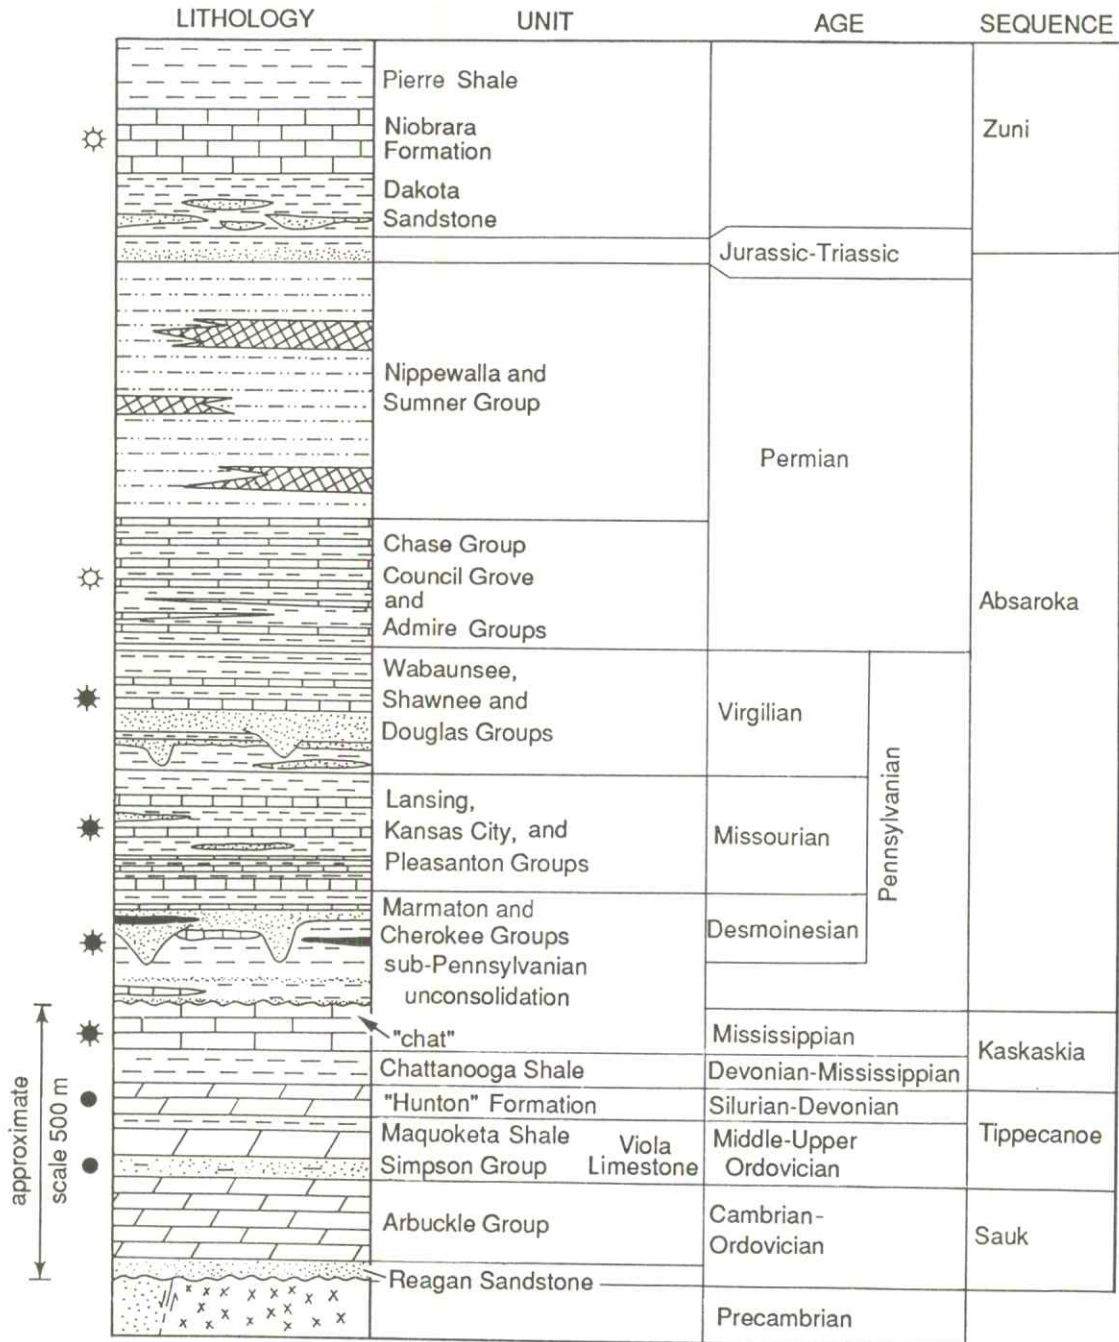 LITHOLOGY UNIT AGE SEQUENCE
Pierre Shale
Niobrara
Formation
Zuni
Dakota
Sandstone
Jurassic-Triassic
Nippewalla and
Sumner Group
Permian
Chase Group
Council Grove
and
Admire Groups
Absaroka
Wabaunsee,
Shawnee and
Douglas Groups
Virgilian
Pennsylvanian
Lansing,
Kansas City, and
Pleasanton Groups
Missourian
Marmaton and
Cherokee Groups
sub-Pennsylvanian
unconsolidation
Desmoinesian
"chat"
Mississippian
Kaskaskia
Chattanooga Shale
Devonian-Mississippian
"Hunton" Formation
Silurian-Devonian
Tippecanoe
Maquoketa Shale
Simpson Group
Viola
Limestone
Middle-Upper
Ordovician
Arbuckle Group
Cambrian-
Ordovician
Sauk
Reagan Sandstone
Precambrian
approximate
scale 500 m